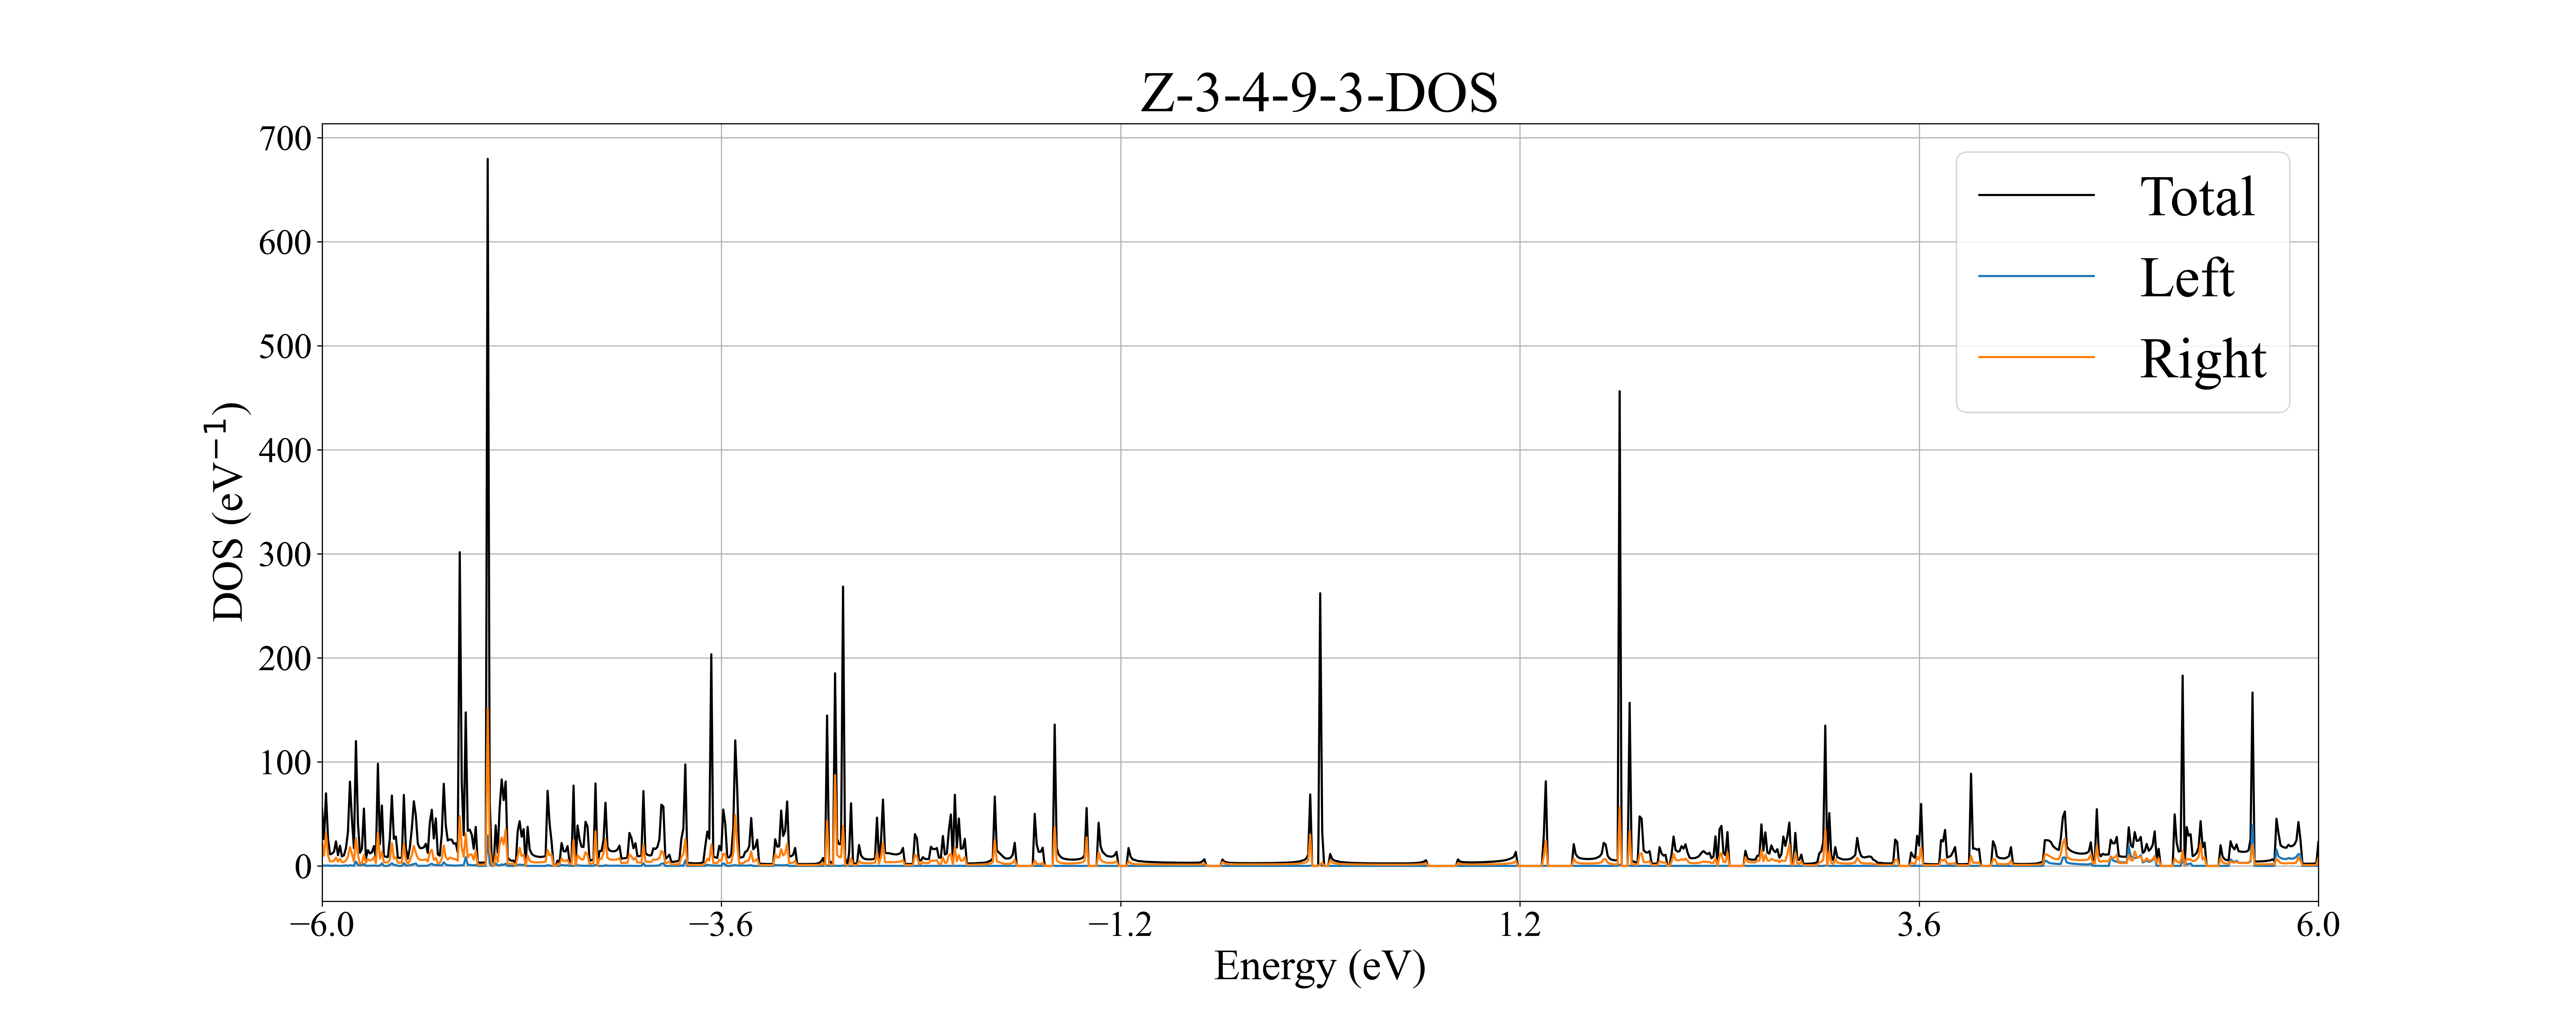 Z-3-4-9-3-DOS
700
600
500
400
300
200
100
0
DOS (eV⁻¹)
Total
Left
Right
−6.0
−3.6
−1.2
1.2
3.6
6.0
Energy (eV)